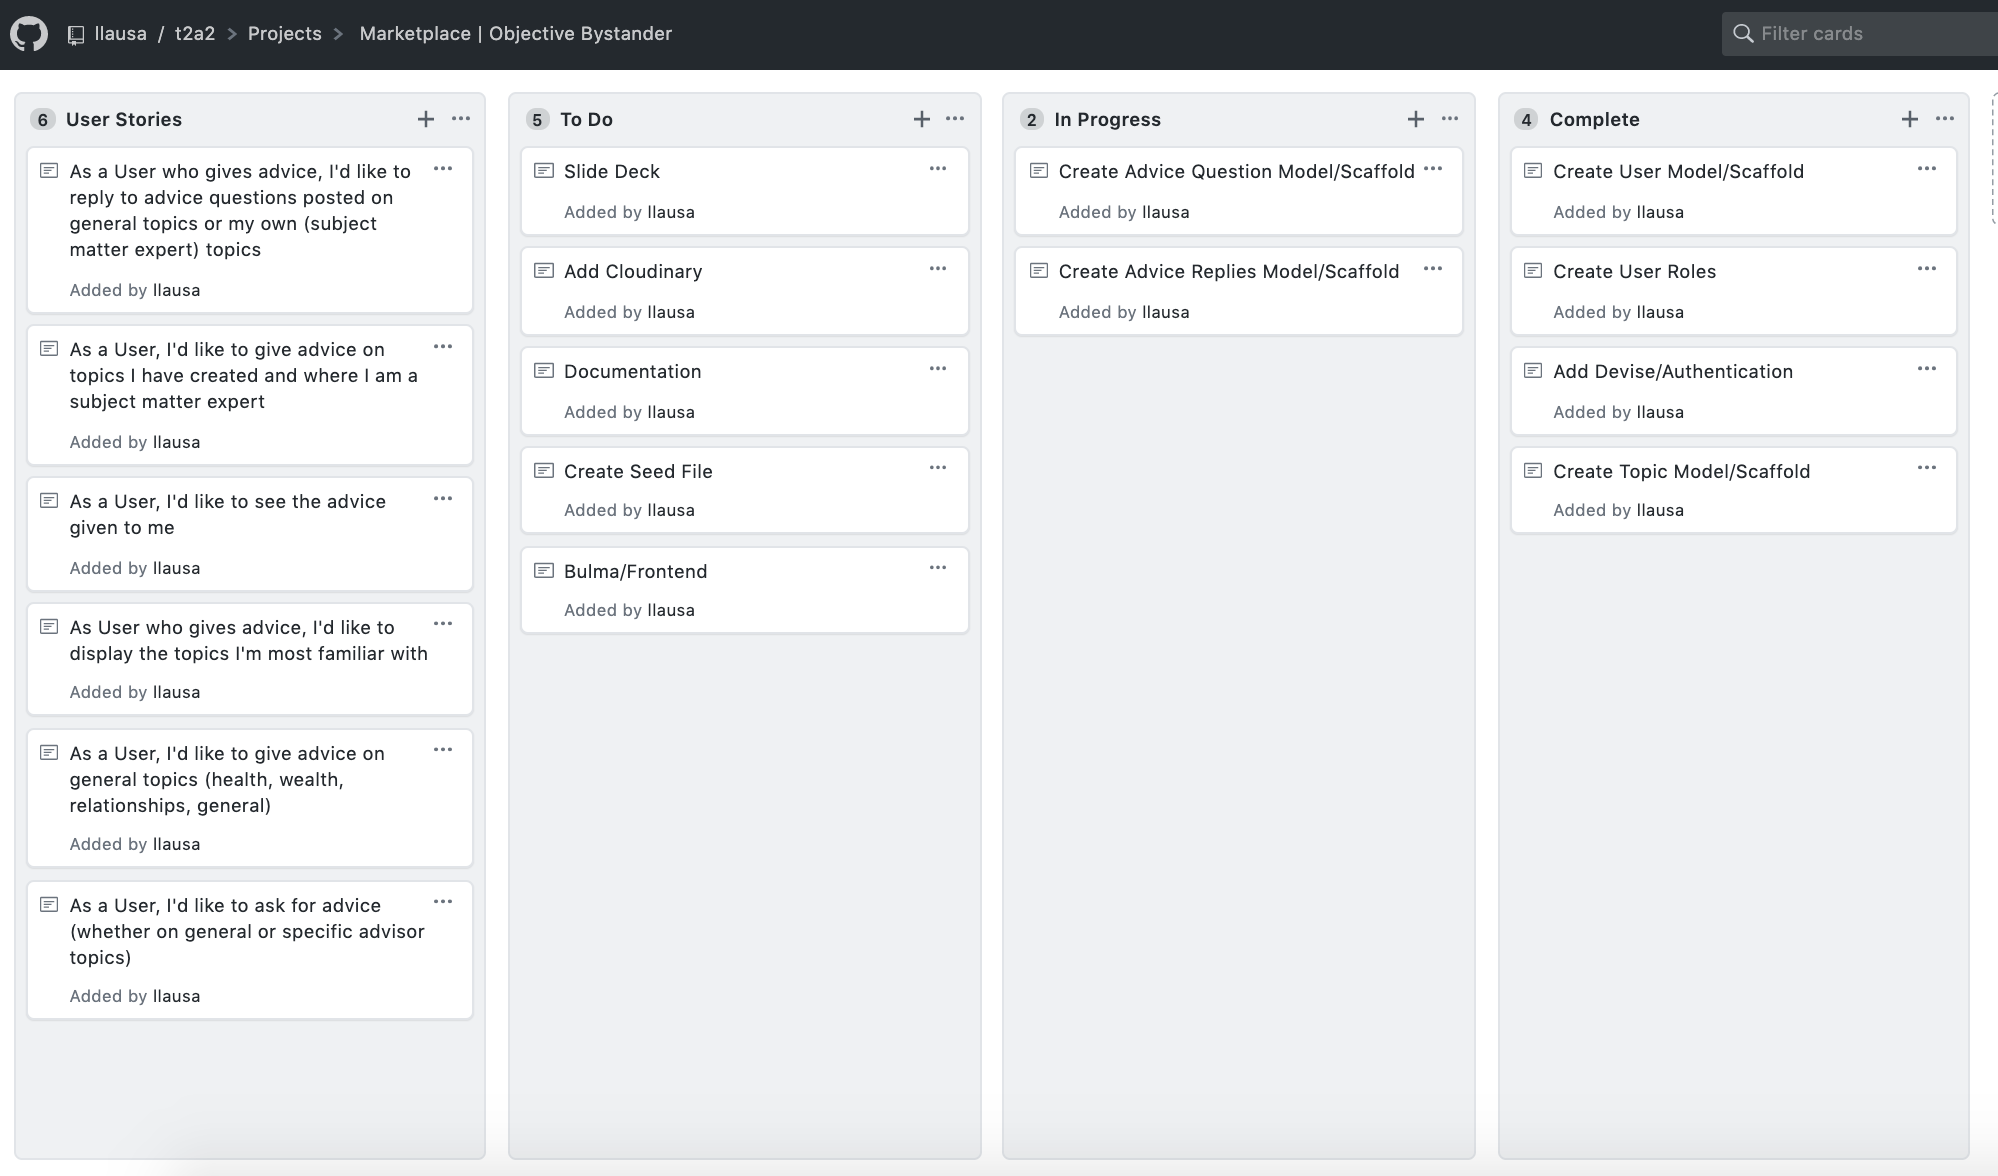 llausa / t2a2 > Projects > Marketplace | Objective Bystander
Filter cards
6 User Stories
As a User who gives advice, I'd like to
reply to advice questions posted on
general topics or my own (subject
matter expert) topics
Added by llausa
As a User, I'd like to give advice on
topics I have created and where I am a
subject matter expert
Added by llausa
As a User, I'd like to see the advice
given to me
Added by llausa
As User who gives advice, I'd like to
display the topics I'm most familiar with
Added by llausa
As a User, I'd like to give advice on
general topics (health, wealth,
relationships, general)
Added by llausa
As a User, I'd like to ask for advice
(whether on general or specific advisor
topics)
Added by llausa
5 To Do
Slide Deck
Added by llausa
Add Cloudinary
Added by llausa
Documentation
Added by llausa
Create Seed File
Added by llausa
Bulma/Frontend
Added by llausa
2 In Progress
Create Advice Question Model/Scaffold
Added by llausa
Create Advice Replies Model/Scaffold
Added by llausa
4 Complete
Create User Model/Scaffold
Added by llausa
Create User Roles
Added by llausa
Add Devise/Authentication
Added by llausa
Create Topic Model/Scaffold
Added by llausa